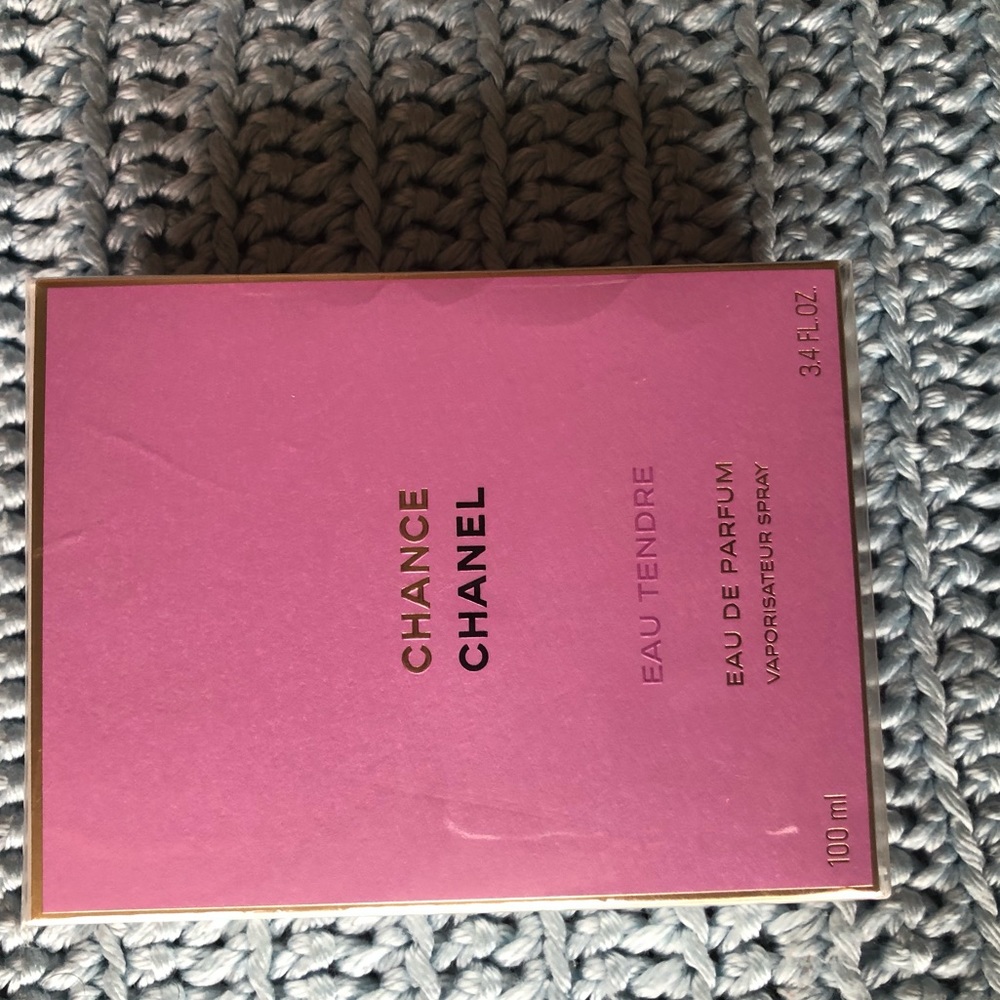 CHANCE
CHANEL
EAU TENDRE
EAU DE PARFUM
VAPORISATEUR SPRAY
100 ml 3.4 FL.OZ.